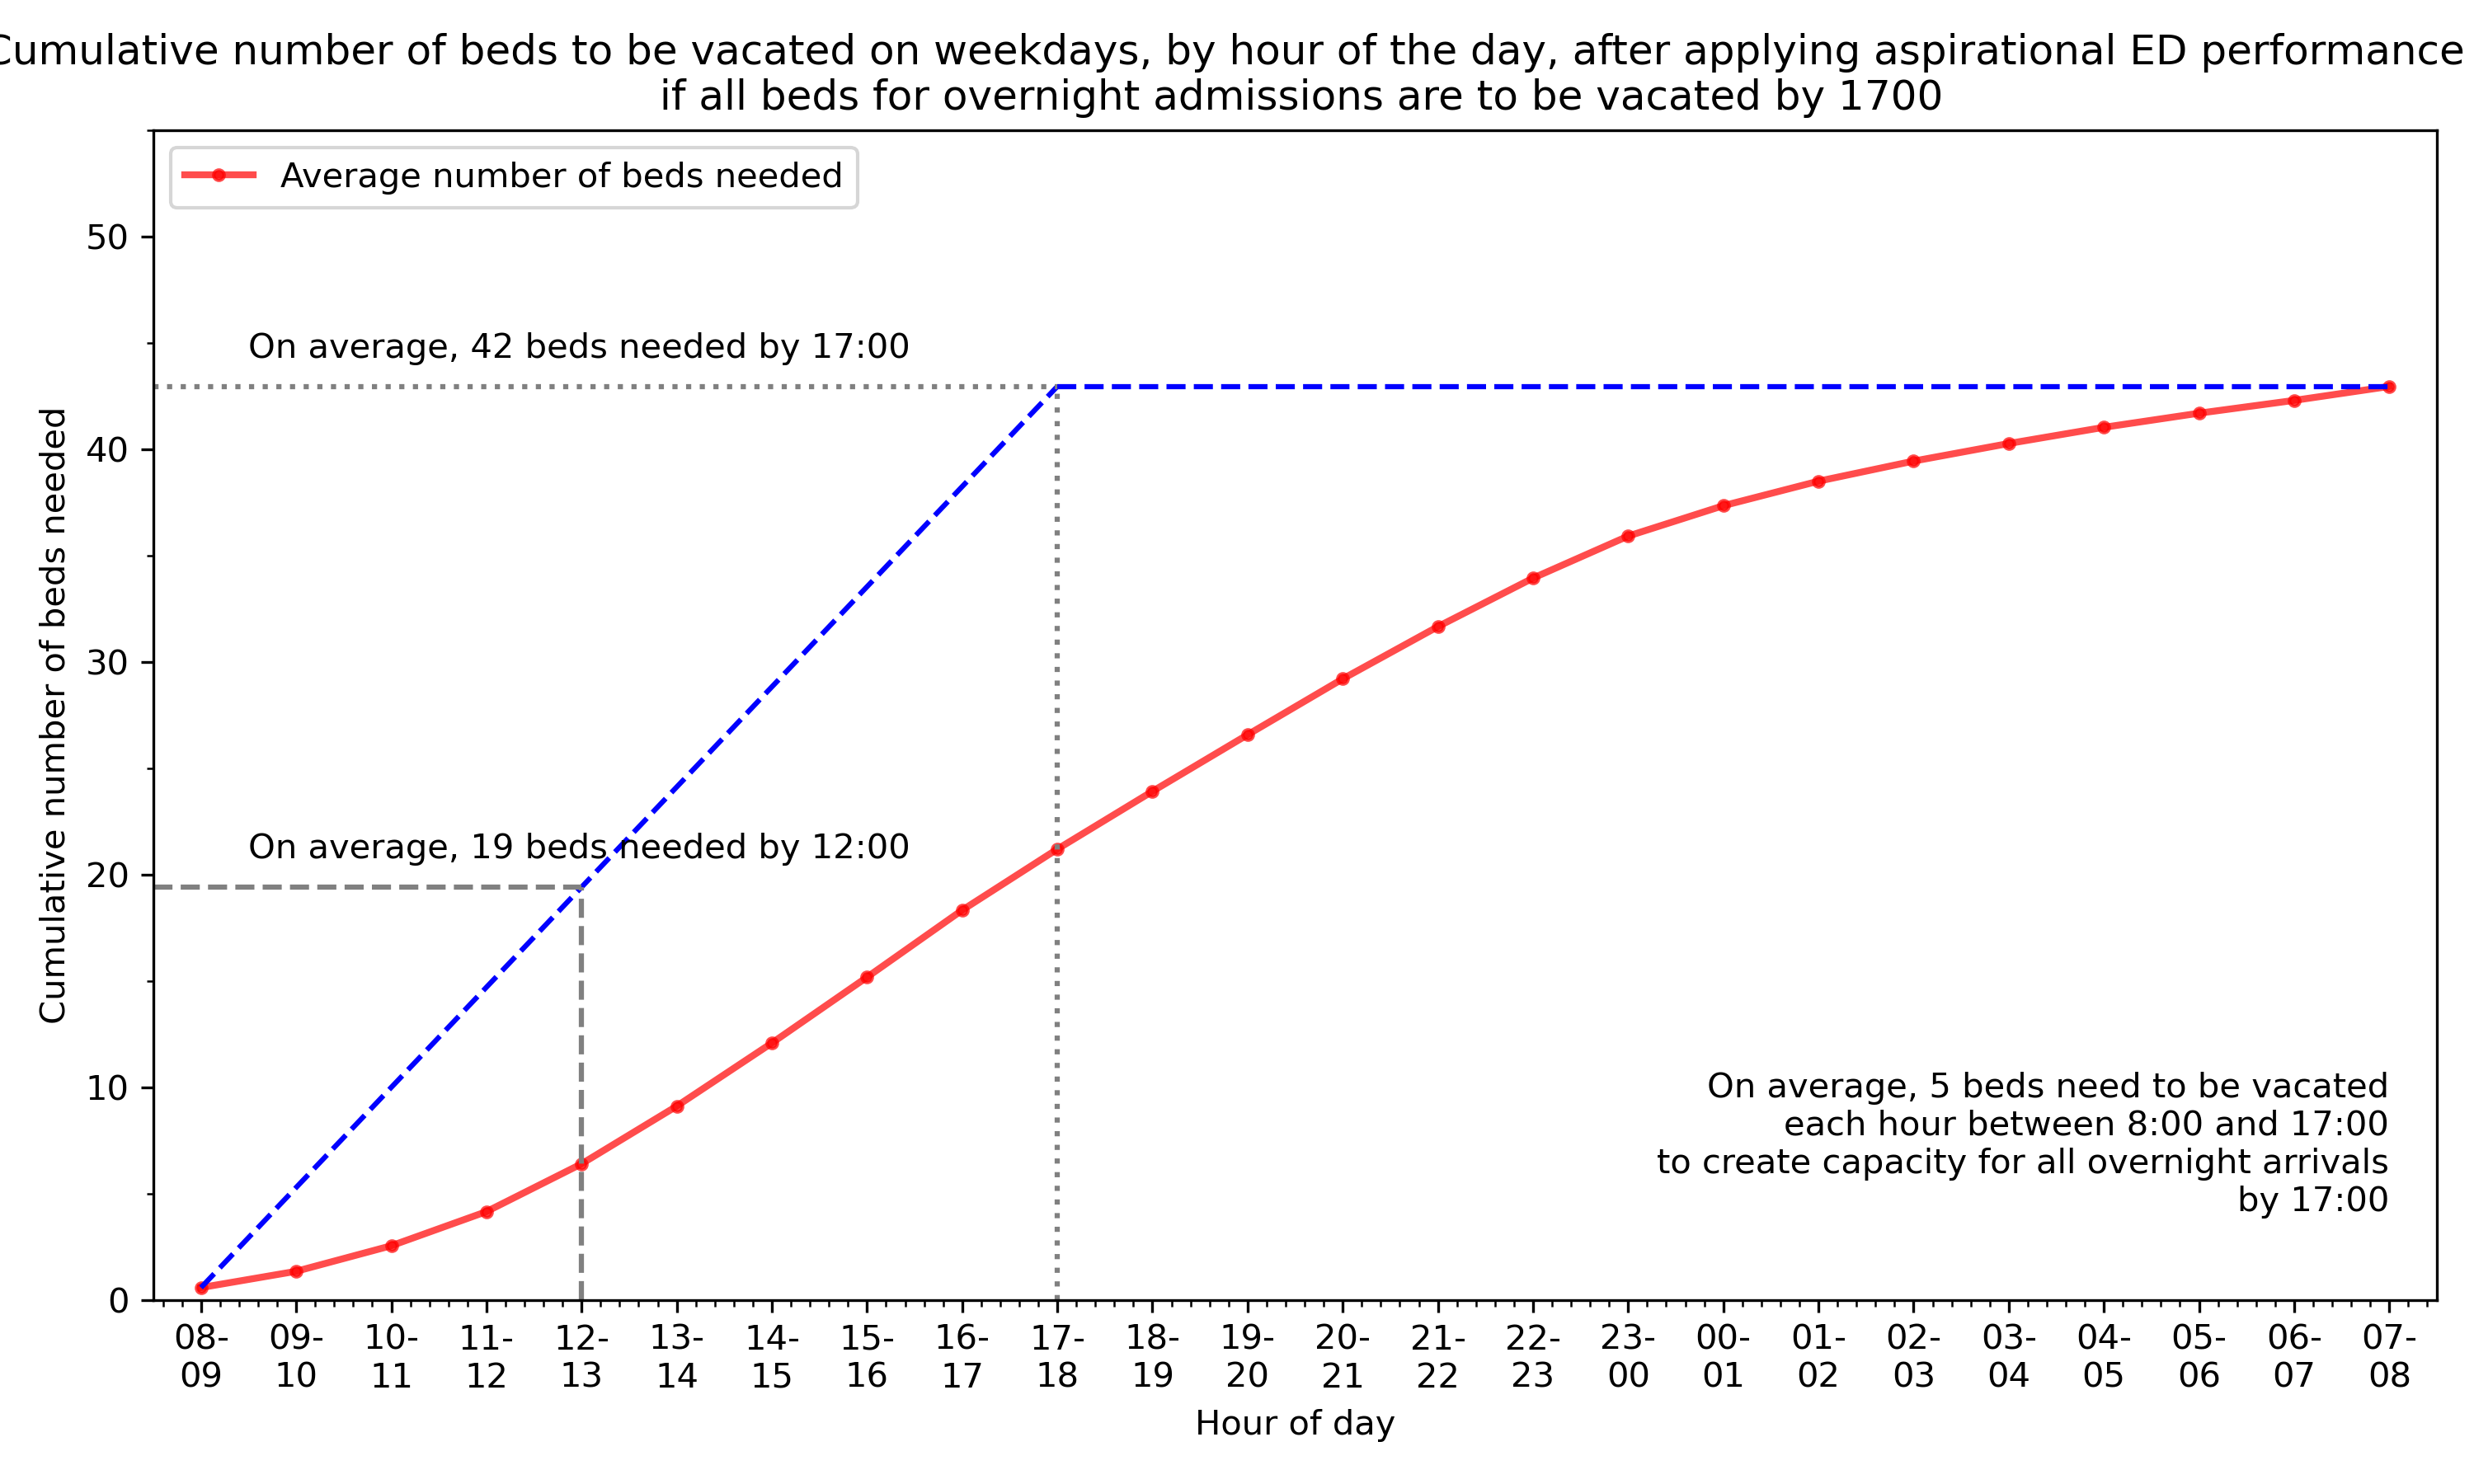 Cumulative number of beds to be vacated on weekdays, by hour of the day, after applying aspirational ED performance
if all beds for overnight admissions are to be vacated by 1700
Average number of beds needed
50
On average, 42 beds needed by 17:00
40
30
On average, 19 beds needed by 12:00
20
10
0
Cumulative number of beds needed
On average, 5 beds need to be vacated
each hour between 8:00 and 17:00
to create capacity for all overnight arrivals
by 17:00
08- 09- 10- 11- 12- 13- 14- 15- 16- 17- 18- 19- 20- 21- 22- 23- 00- 01- 02- 03- 04- 05- 06- 07-
09 10 11 12 13 14 15 16 17 18 19 20 21 22 23 00 01 02 03 04 05 06 07 08
Hour of day